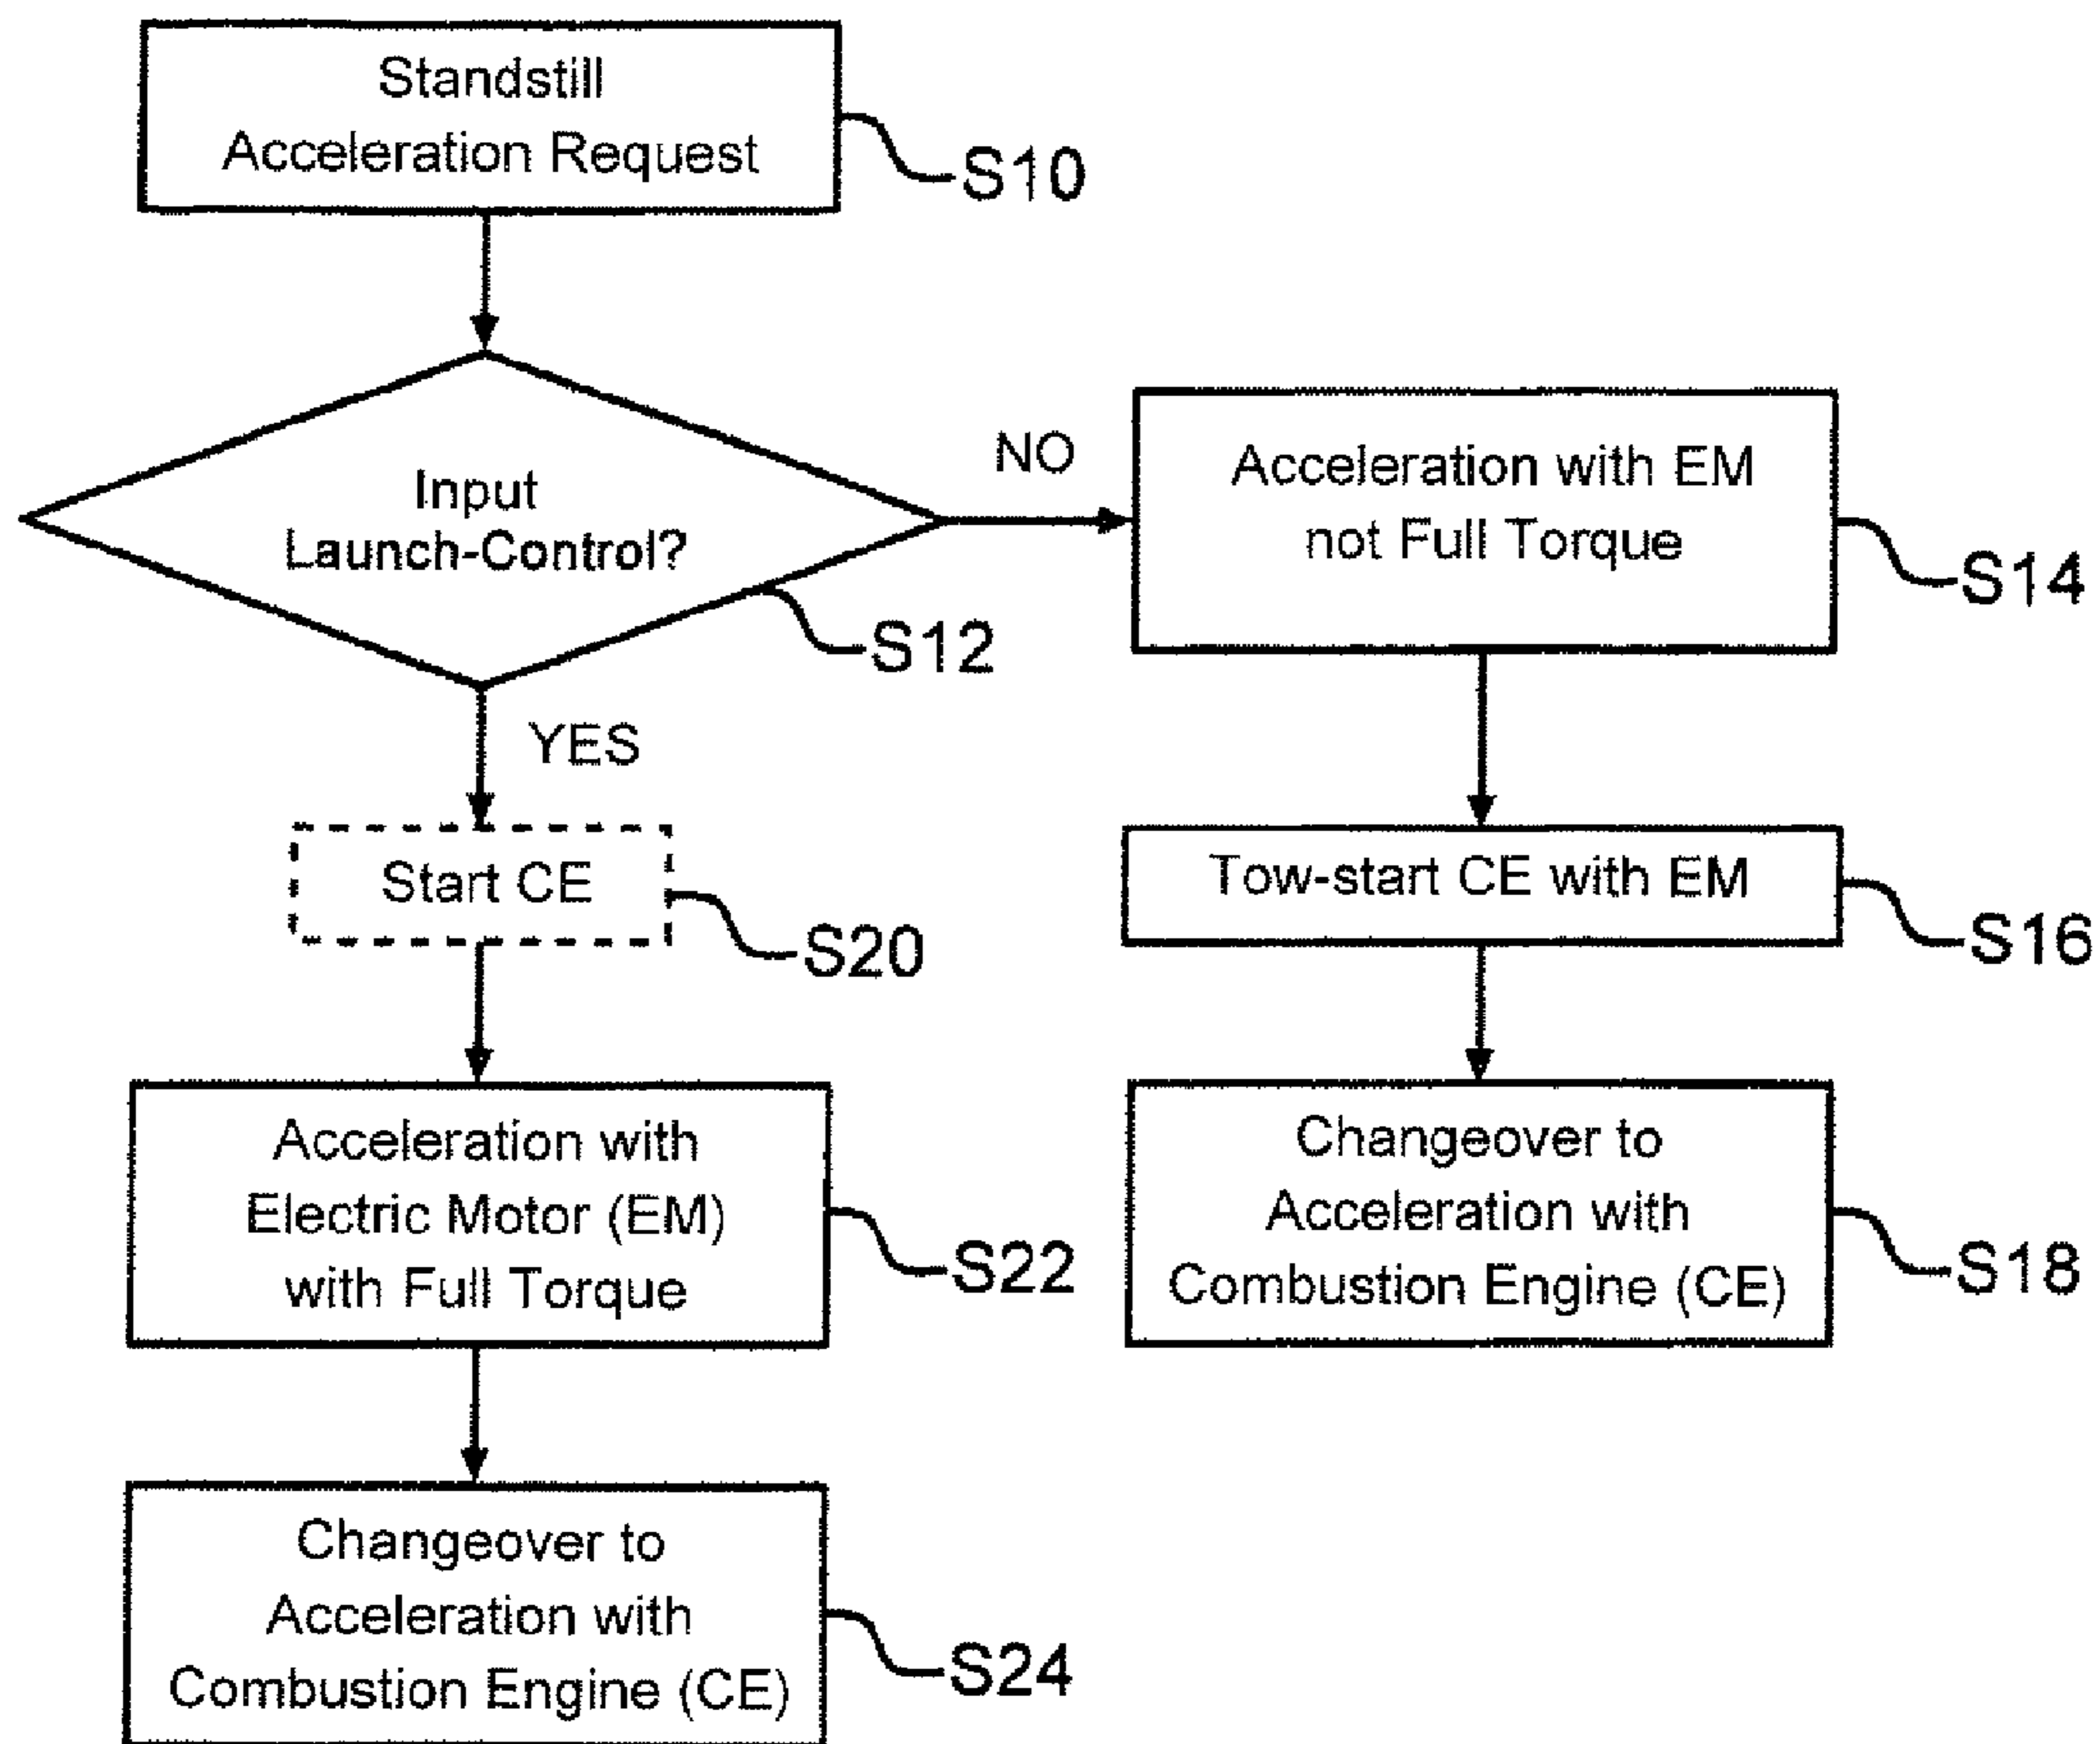 Standstill
Acceleration Request
S10
Input
Launch-Control?
S12
NO
Acceleration with EM
not Full Torque
S14
YES
Start CE
S20
Tow-start CE with EM
S16
Acceleration with
Electric Motor (EM)
with Full Torque
S22
Changeover to
Acceleration with
Combustion Engine (CE)
S18
Changeover to
Acceleration with
Combustion Engine (CE)
S24